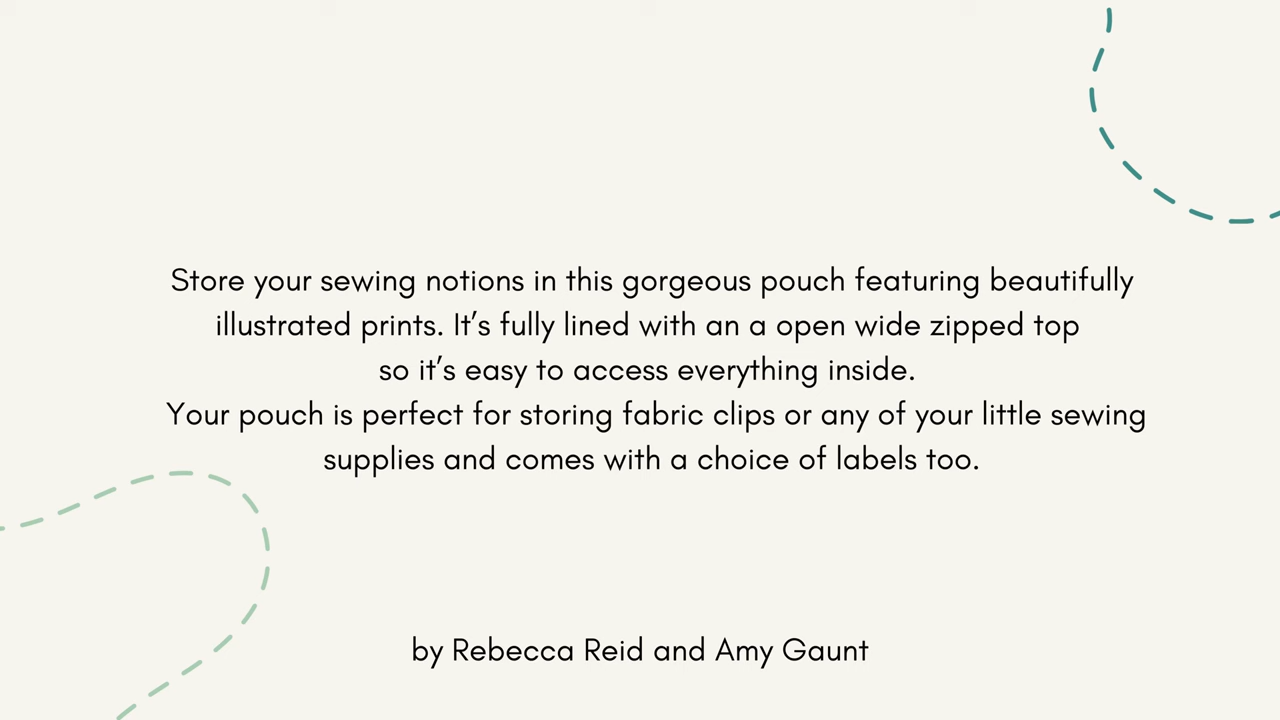 Store your sewing notions in this gorgeous pouch featuring beautifully
illustrated prints. It’s fully lined with an a open wide zipped top
so it’s easy to access everything inside.
Your pouch is perfect for storing fabric clips or any of your little sewing
supplies and comes with a choice of labels too.
by Rebecca Reid and Amy Gaunt